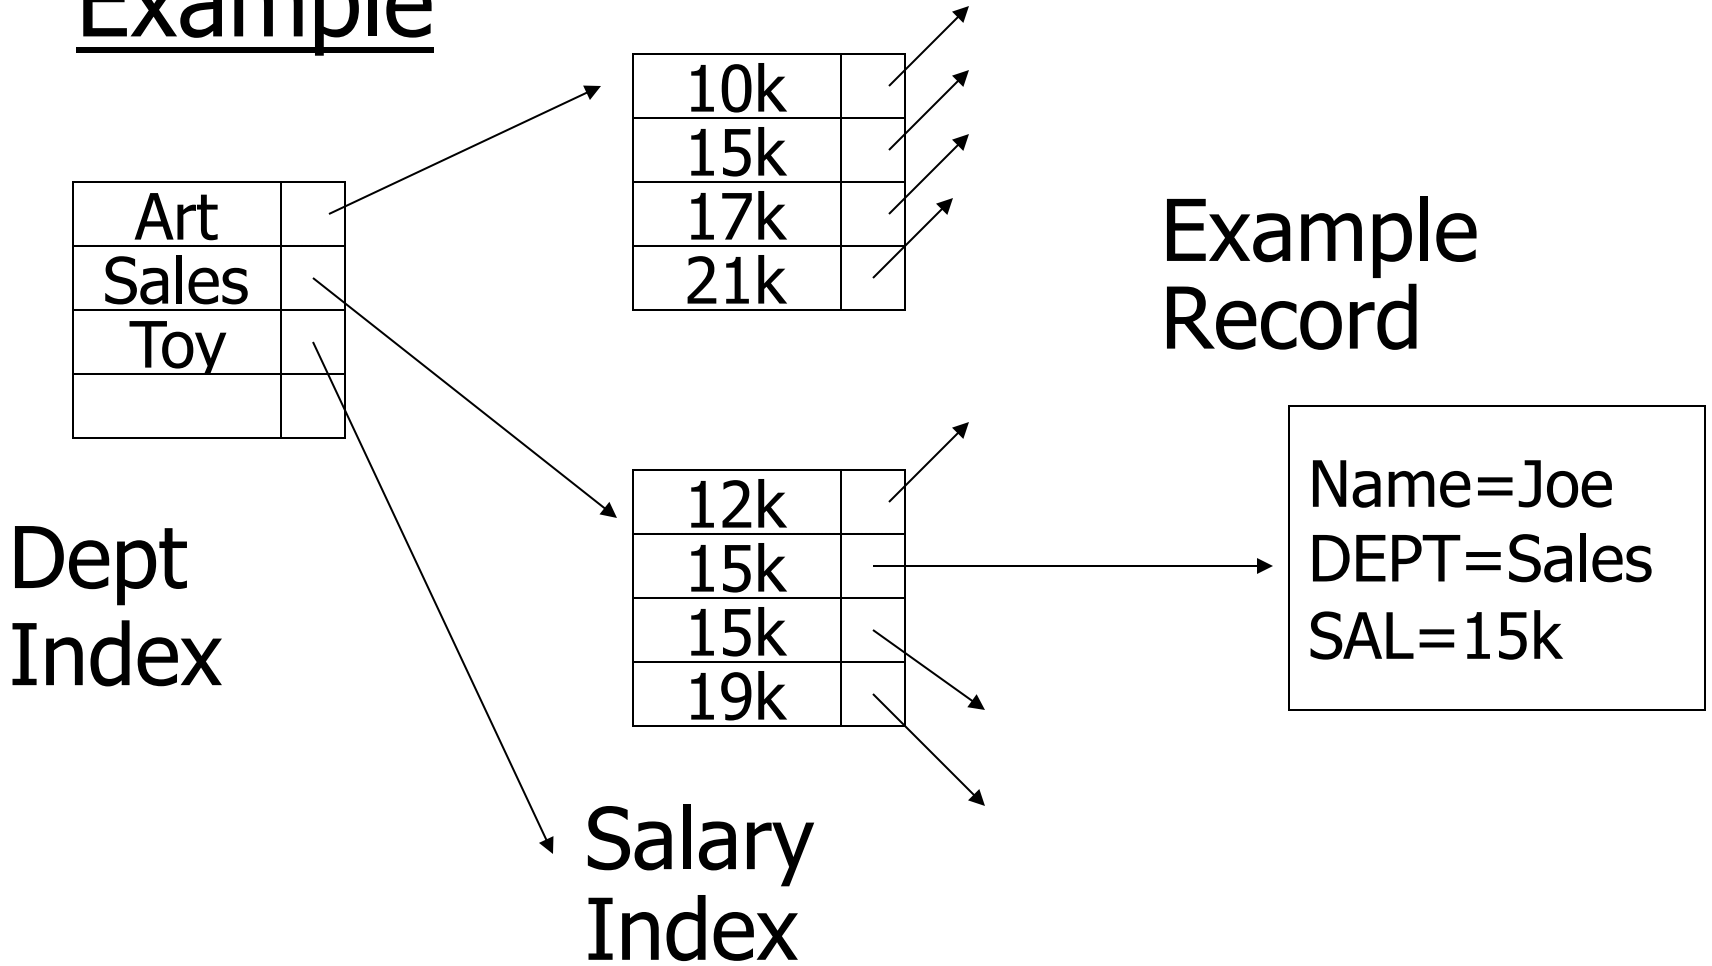 Example
10k
15k
17k
21k
Art
Sales
Toy
Example
Record
12k
15k
15k
19k
Name=Joe
DEPT=Sales
SAL=15k
Dept
Index
Salary
Index